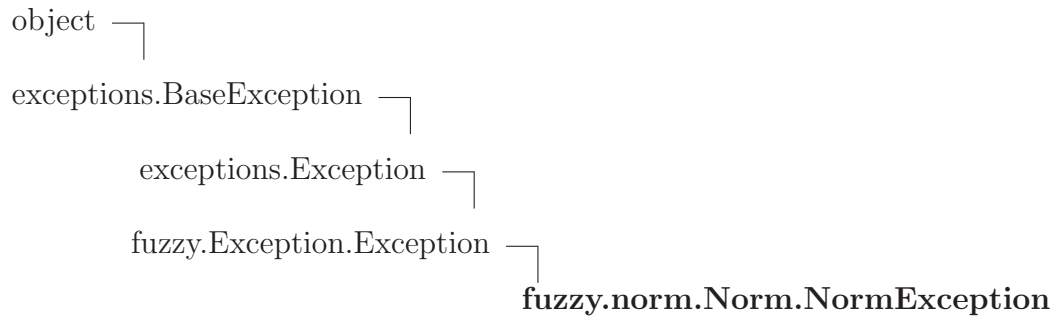 object
exceptions.BaseException
exceptions.Exception
fuzzy.Exception.Exception
fuzzy.norm.Norm.NormException